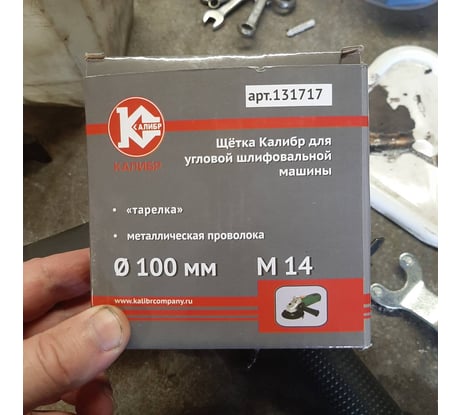 арт.131717
КАЛИБР
КАЛИБР
Щётка Калибр для
угловой шлифовальной
машины
• «тарелка»
• металлическая проволока
Ø 100 мм M 14
www.kalibrcompany.ru